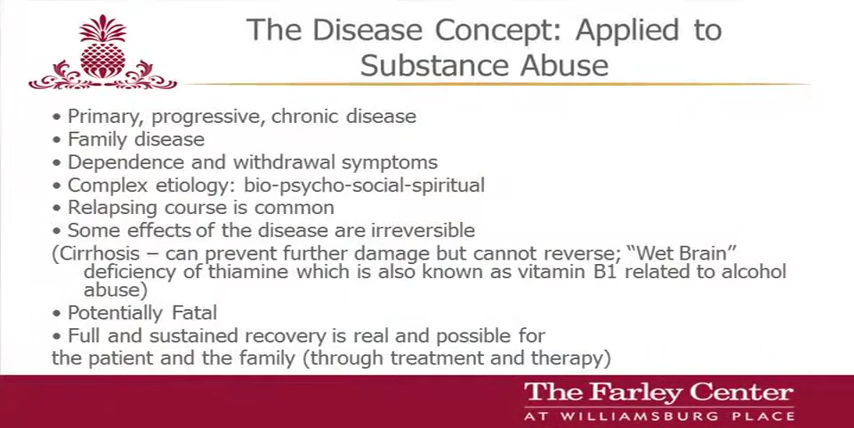 The Disease Concept: Applied to
Substance Abuse
• Primary, progressive, chronic disease
• Family disease
• Dependence and withdrawal symptoms
• Complex etiology: bio-psycho-social-spiritual
• Relapsing course is common
• Some effects of the disease are irreversible
(Cirrhosis – can prevent further damage but cannot reverse; “Wet Brain”
deficiency of thiamine which is also known as vitamin B1 related to alcohol
abuse)
• Potentially Fatal
• Full and sustained recovery is real and possible for
the patient and the family (through treatment and therapy)
The Farley Center
AT WILLIAMSBURG PLACE